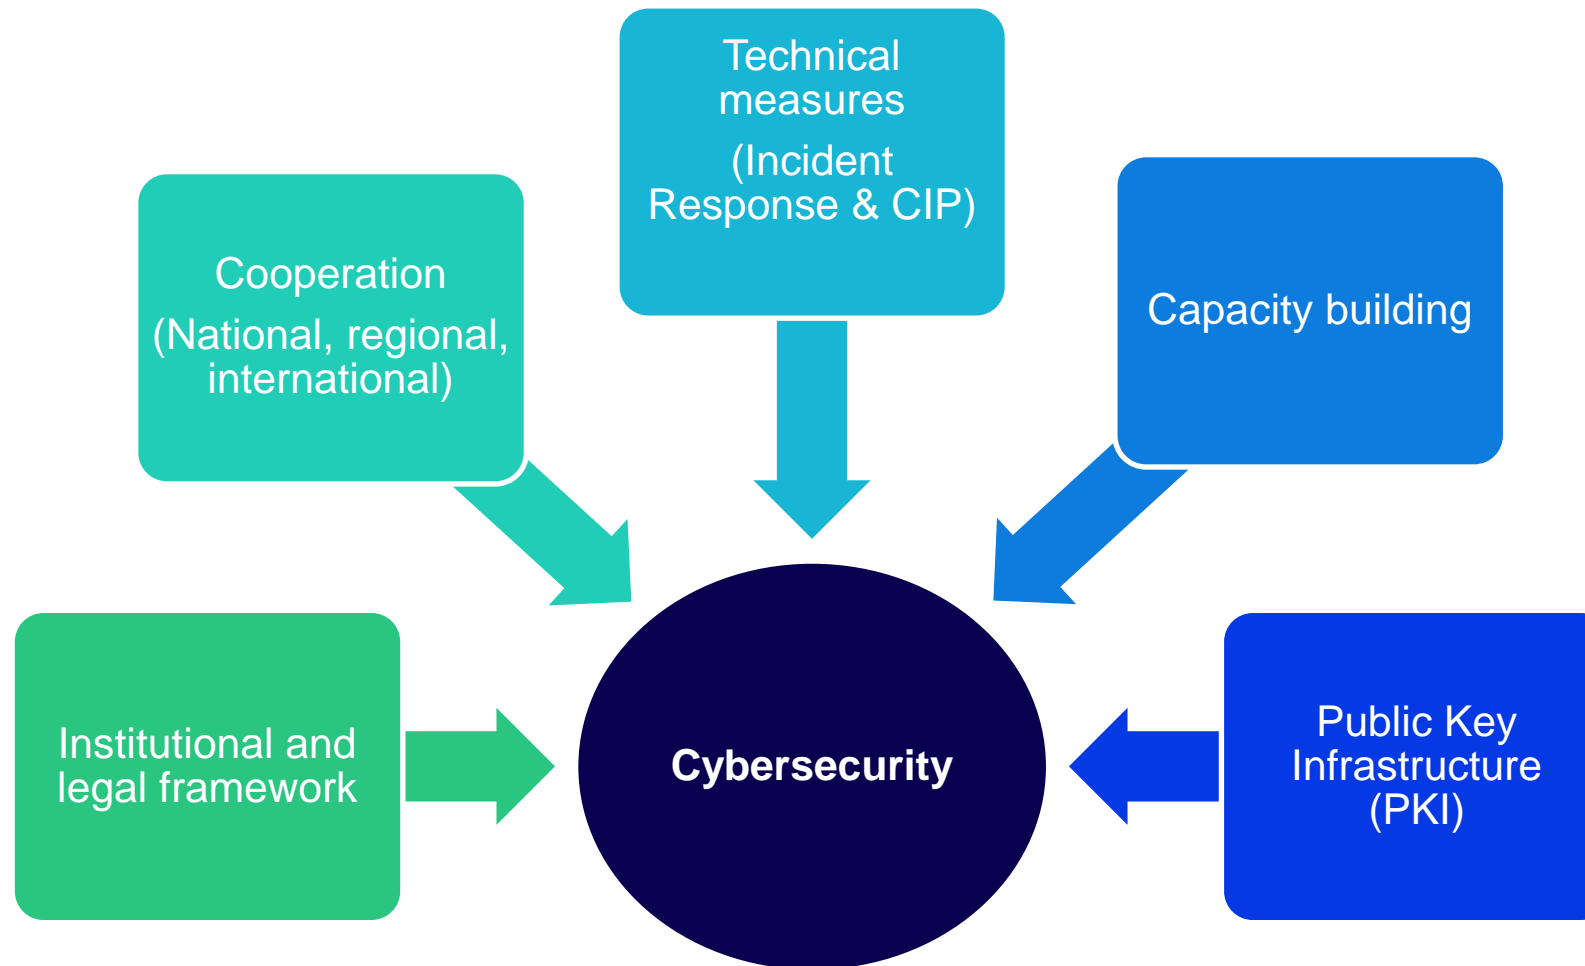 Technical
measures
(Incident
Response & CIP)
Cooperation
(National, regional,
international)
Capacity building
Institutional and
legal framework
Cybersecurity
Public Key
Infrastructure
(PKI)